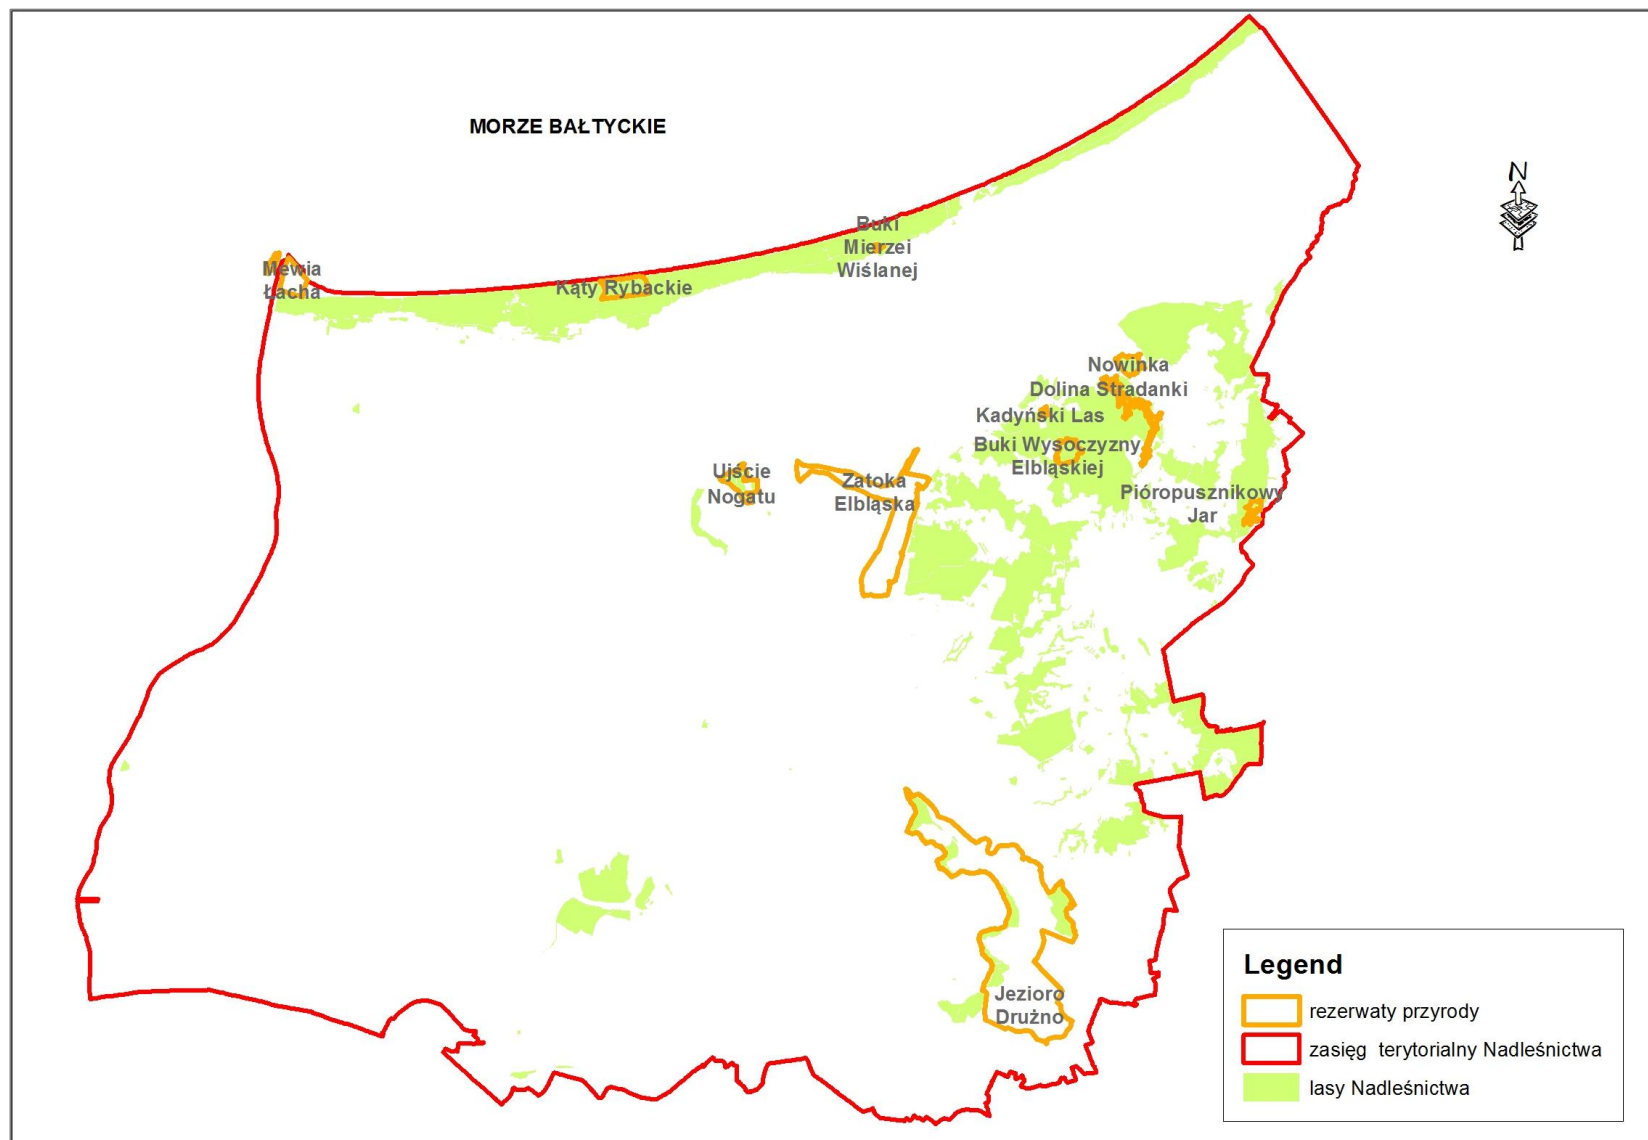 MORZE BAŁTYCKIE
N
Buki
Mierzei
Wiślanej
Mewia
Łacha
Kąty Rybackie
Nowinka
Dolina Stradanki
Kadyński Las
Buki Wysoczyzny
Elbląskiej
Ujście
Nogatu
Zatoka
Elbląska
Pióropusznikowy
Jar
Jezioro
Drużno
Legend
rezerwaty przyrody
zasięg  terytorialny Nadleśnictwa
lasy Nadleśnictwa